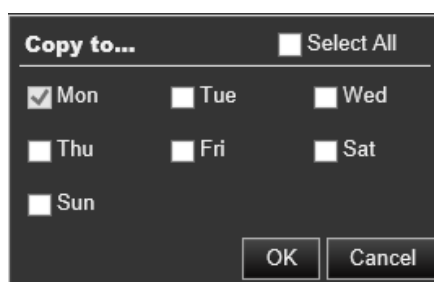 Copy to... Select All
Mon Tue Wed
Thu Fri Sat
Sun
OK Cancel